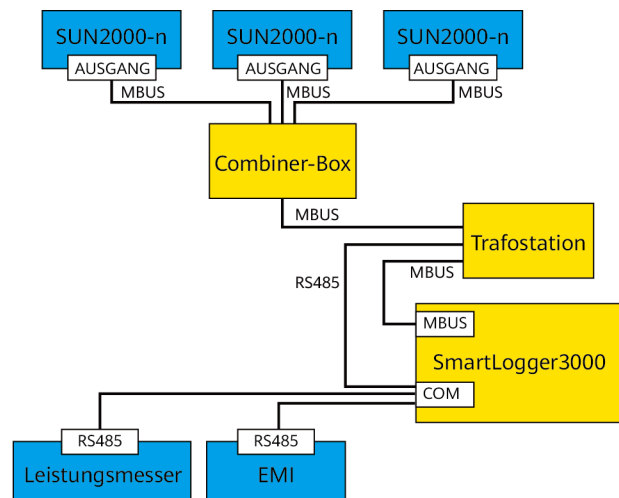 SUN2000-n
SUN2000-n
SUN2000-n
AUSGANG
AUSGANG
AUSGANG
MBUS
MBUS
MBUS
Combiner-Box
MBUS
Trafostation
MBUS
RS485
MBUS
SmartLogger3000
COM
RS485
RS485
Leistungsmesser
EMI